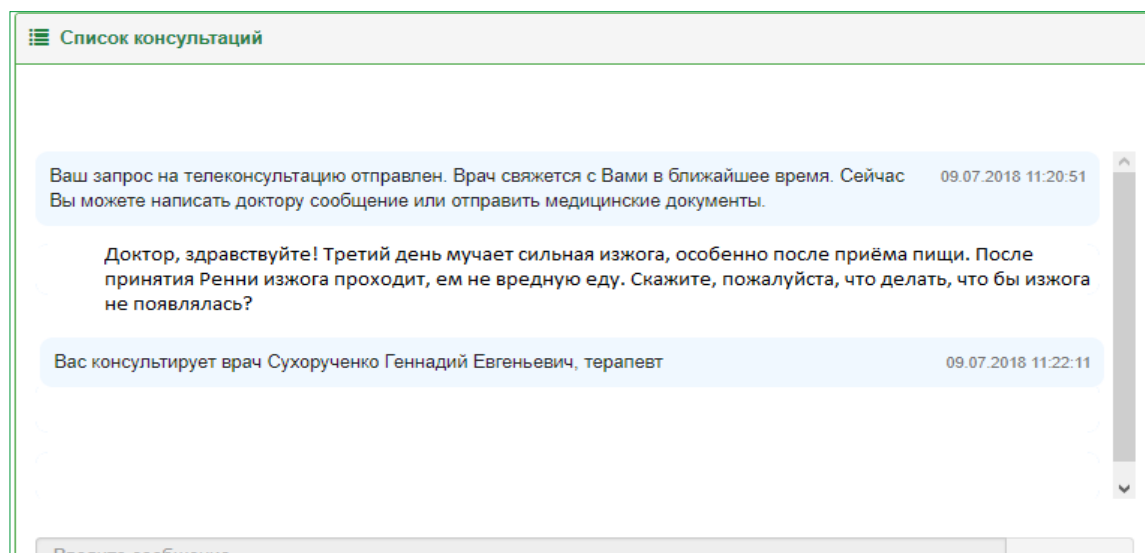 Список консультаций
Ваш запрос на телеконсультацию отправлен. Врач свяжется с Вами в ближайшее время. Сейчас 09.07.2018 11:20:51
Вы можете написать доктору сообщение или отправить медицинские документы.
Доктор, здравствуйте! Третий день мучает сильная изжога, особенно после приёма пищи. После
принятия Ренни изжога проходит, ем не вредную еду. Скажите, пожалуйста, что делать, что бы изжога
не появлялась?
Вас консультирует врач Сухорученко Геннадий Евгеньевич, терапевт 09.07.2018 11:22:11